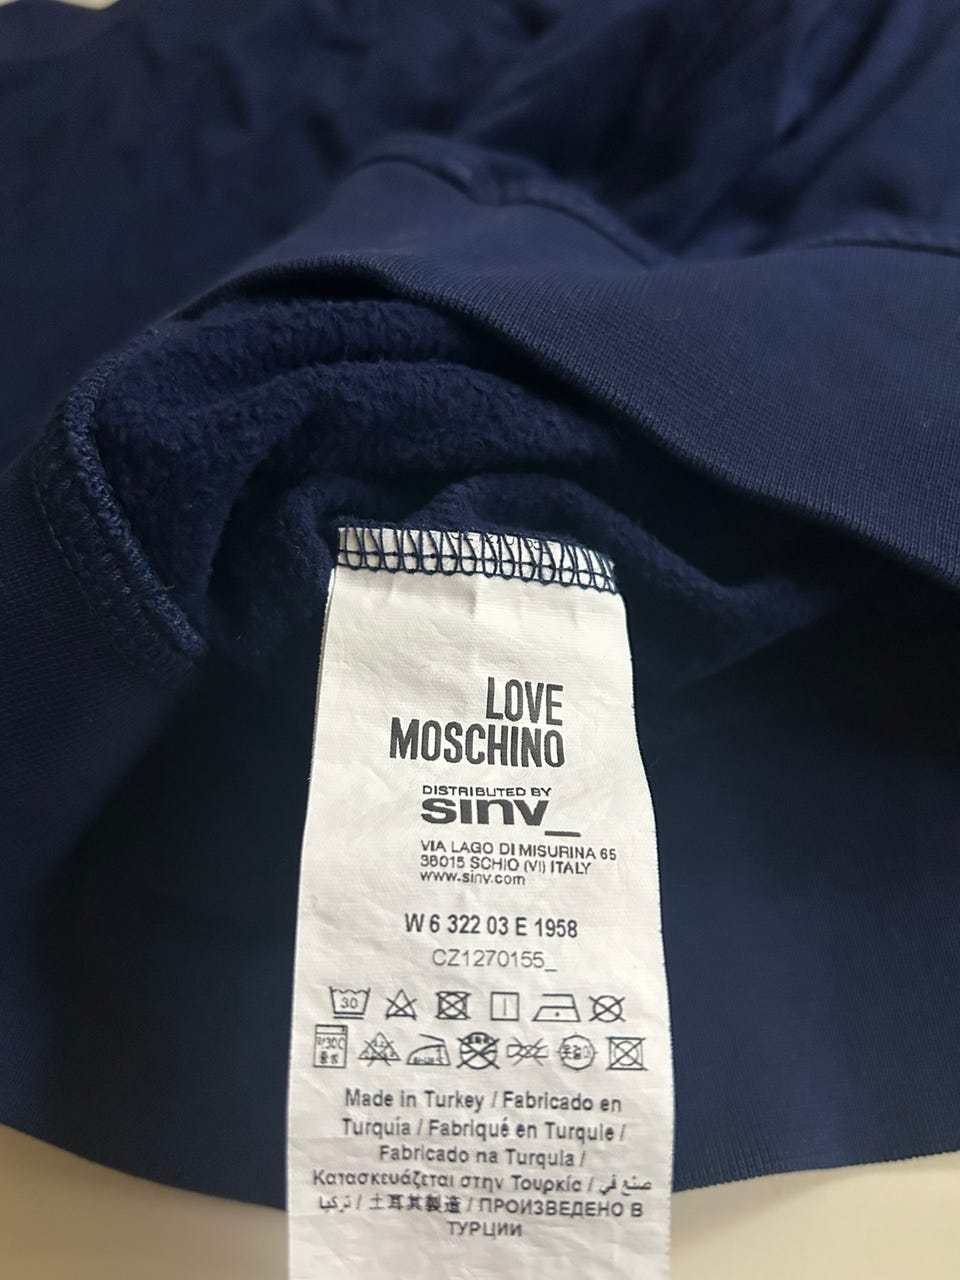 LOVE
MOSCHINO
DISTRIBUTED BY
sinv_
VIA LAGO DI MISURINA 65
36015 SCHIO (VI) ITALY
www.sinv.com
W 6 322 03 E 1958
CZ1270155_
30
Made in Turkey / Fabricado en
Turquía / Fabriqué en Turquie /
Fabricado na Turquia /
Κατασκευάζεται στην Τουρκία / صنع في
تركيا / 土耳其製造 / ПРОИЗВЕДЕНО В
ТУРЦИИ